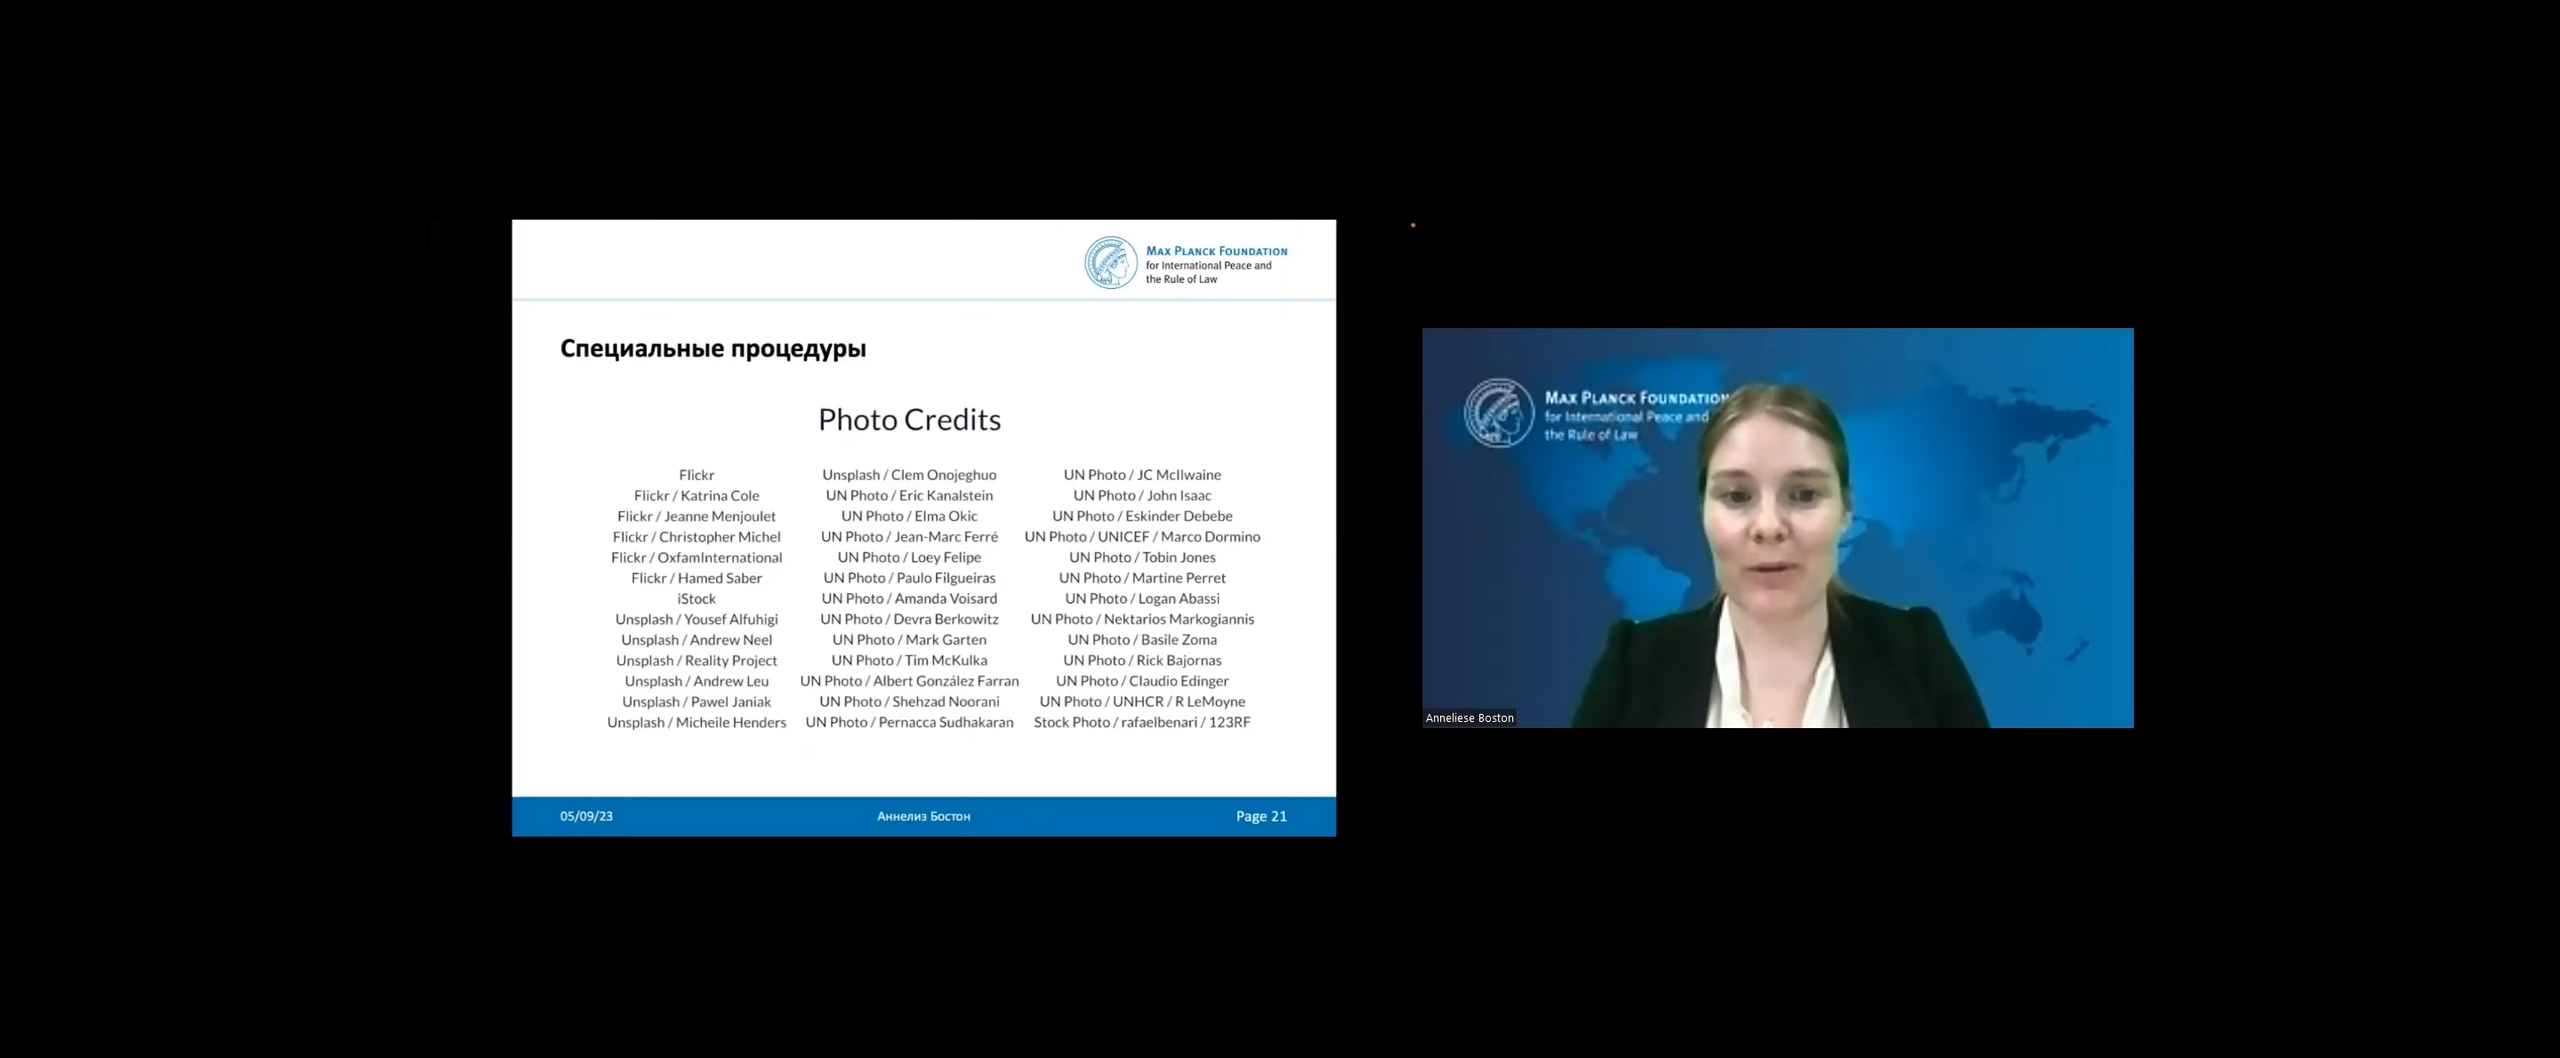 MAX PLANCK FOUNDATION
for International Peace and
the Rule of Law
Специальные процедуры
Photo Credits
Flickr
Flickr / Katrina Cole
Flickr / Jeanne Menjoulet
Flickr / Christopher Michel
Flickr / OxfamInternational
Flickr / Hamed Saber
iStock
Unsplash / Yousef Alfuhigi
Unsplash / Andrew Neel
Unsplash / Reality Project
Unsplash / Andrew Leu
Unsplash / Pawel Janiak
Unsplash / Micheile Henders
Unsplash / Clem Onojeghuo
UN Photo / Eric Kanalstein
UN Photo / Elma Okic
UN Photo / Jean-Marc Ferré
UN Photo / Loey Felipe
UN Photo / Paulo Filgueiras
UN Photo / Amanda Voisard
UN Photo / Devra Berkowitz
UN Photo / Mark Garten
UN Photo / Tim McKulka
UN Photo / Albert González Farran
UN Photo / Shehzad Noorani
UN Photo / Pernacca Sudhakaran
UN Photo / JC McIlwaine
UN Photo / John Isaac
UN Photo / Eskinder Debebe
UN Photo / UNICEF / Marco Dormino
UN Photo / Tobin Jones
UN Photo / Martine Perret
UN Photo / Logan Abassi
UN Photo / Nektarios Markogiannis
UN Photo / Basile Zoma
UN Photo / Rick Bajornas
UN Photo / Claudio Edinger
UN Photo / UNHCR / R LeMoyne
Stock Photo / rafaelbenari / 123RF
05/09/23
Аннелиз Бостон
Page 21
MAX PLANCK FOUNDATION
for International Peace and
the Rule of Law
Anneliese Boston